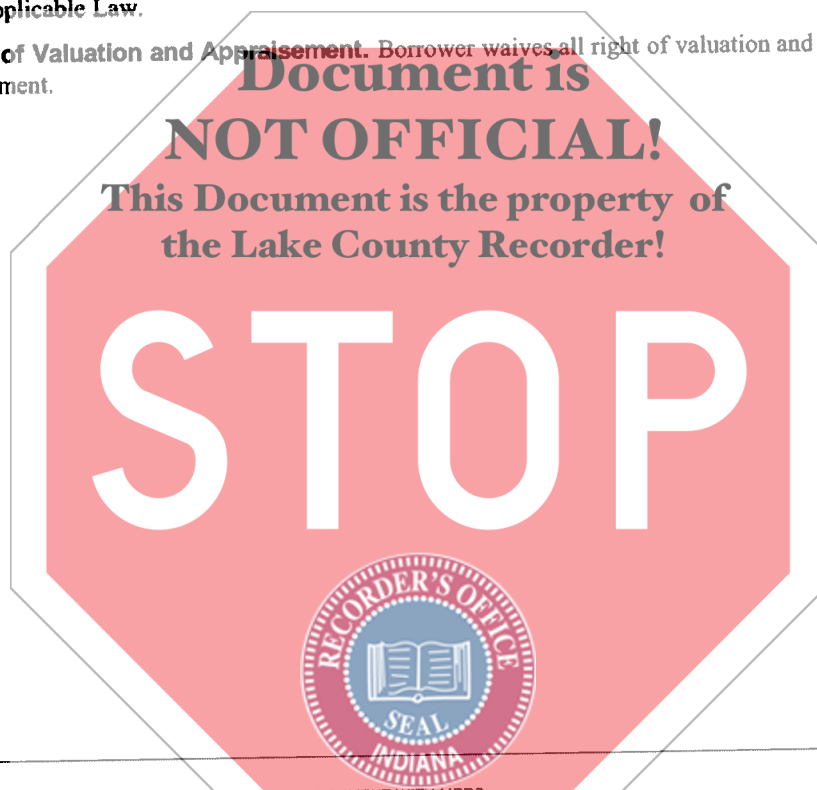 pplicable Law.
of Valuation and Appraisement. Borrower waives all right of valuation and
ment.
Document is
NOT OFFICIAL!
This Document is the property of
the Lake County Recorder!
STOP
RECORDER'S OFFICE
SEAL
INDIANA